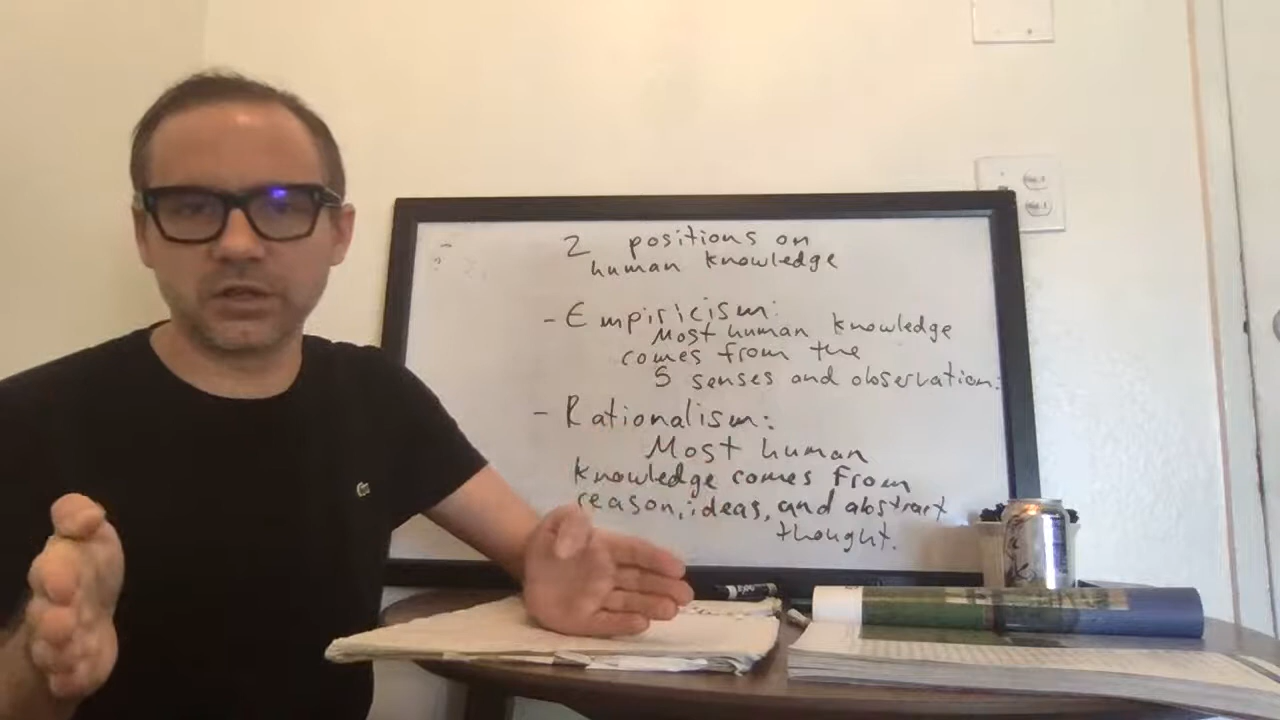 2 positions on
human knowledge
- Empiricism:
Most human knowledge
comes from the
5 senses and observation.
- Rationalism:
Most human
knowledge comes from
reason, ideas, and abstract
thought.